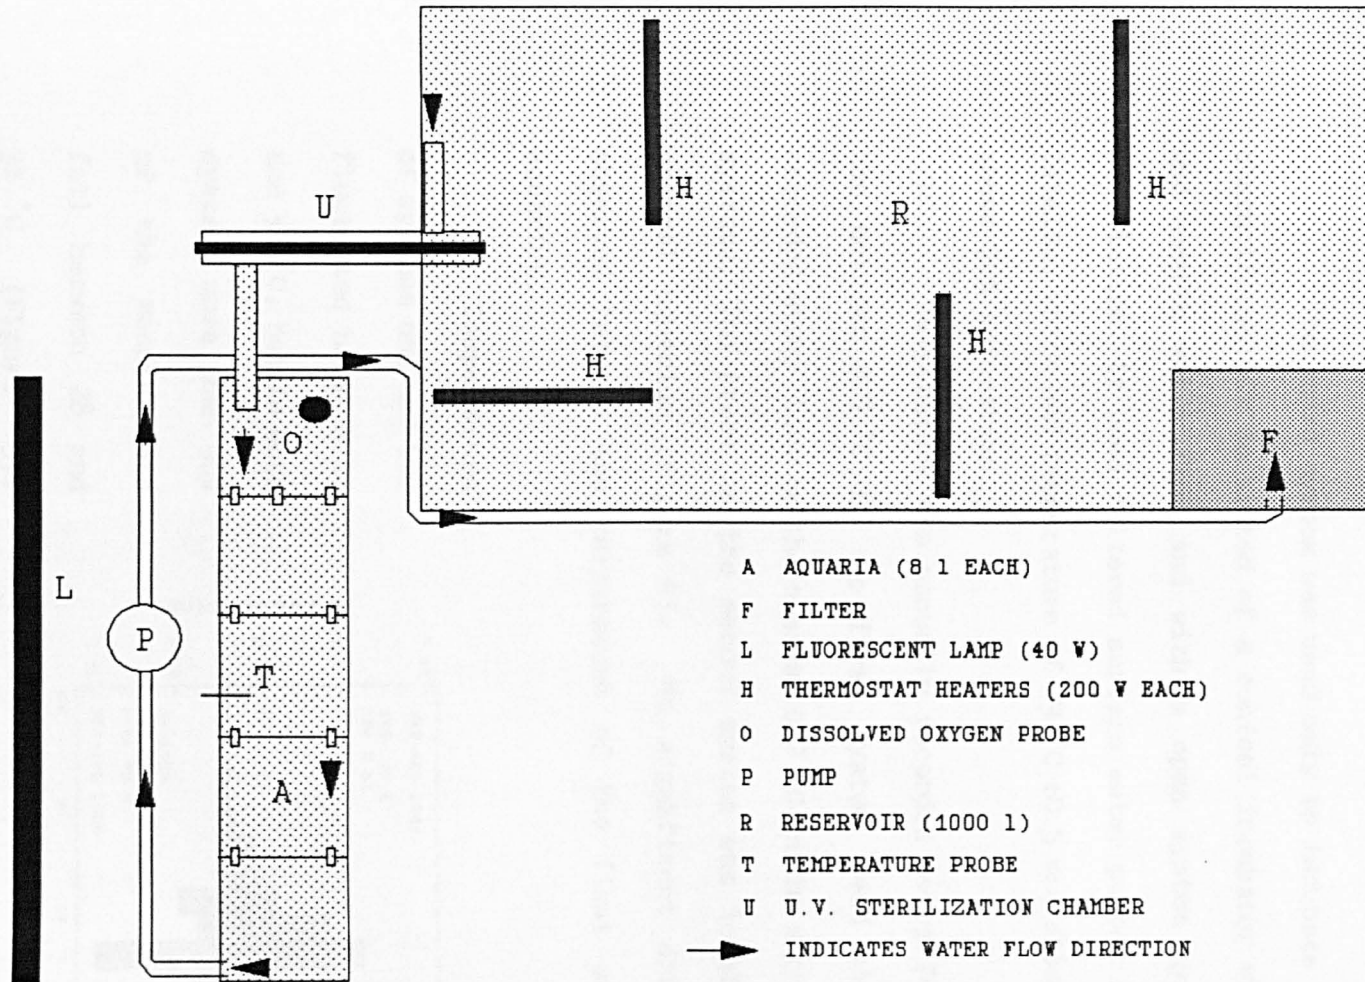 U
H
R
H
H
H
O
F
L
P
T
A
A AQUARIA (8 l EACH)
F FILTER
L FLUORESCENT LAMP (40 W)
H THERMOSTAT HEATERS (200 W EACH)
O DISSOLVED OXYGEN PROBE
P PUMP
R RESERVOIR (1000 l)
T TEMPERATURE PROBE
U U.V. STERILIZATION CHAMBER
INDICATES WATER FLOW DIRECTION